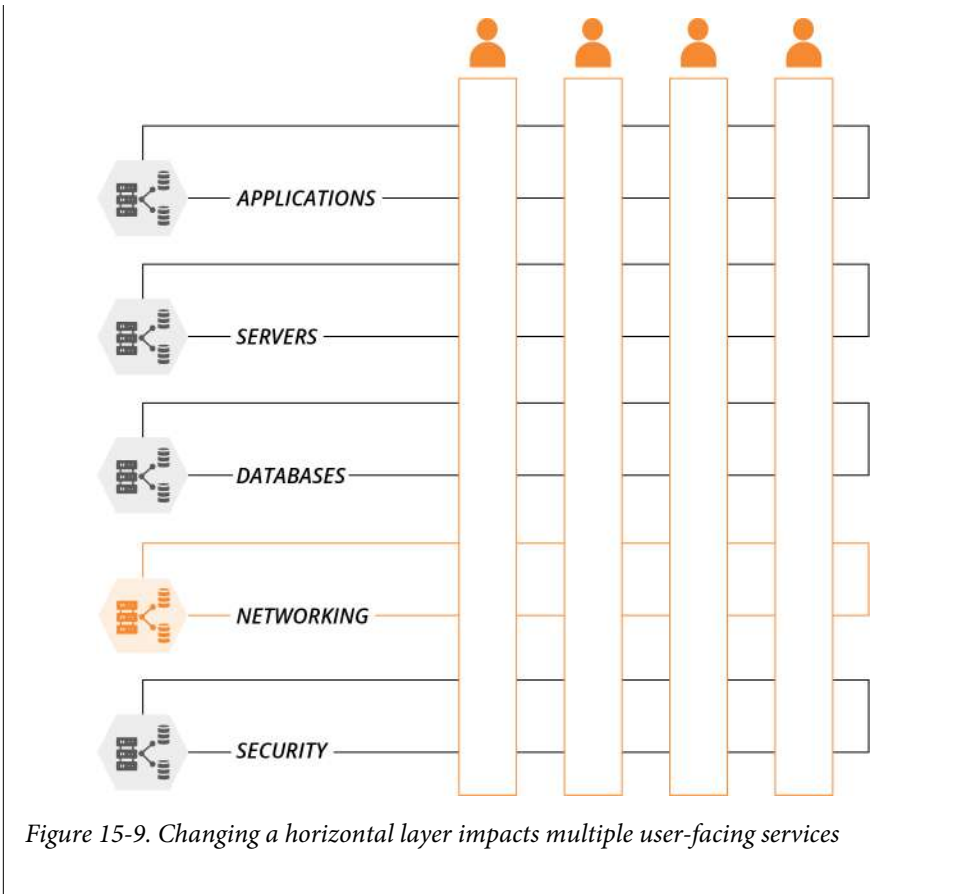 APPLICATIONS
SERVERS
DATABASES
NETWORKING
SECURITY
Figure 15-9. Changing a horizontal layer impacts multiple user-facing services